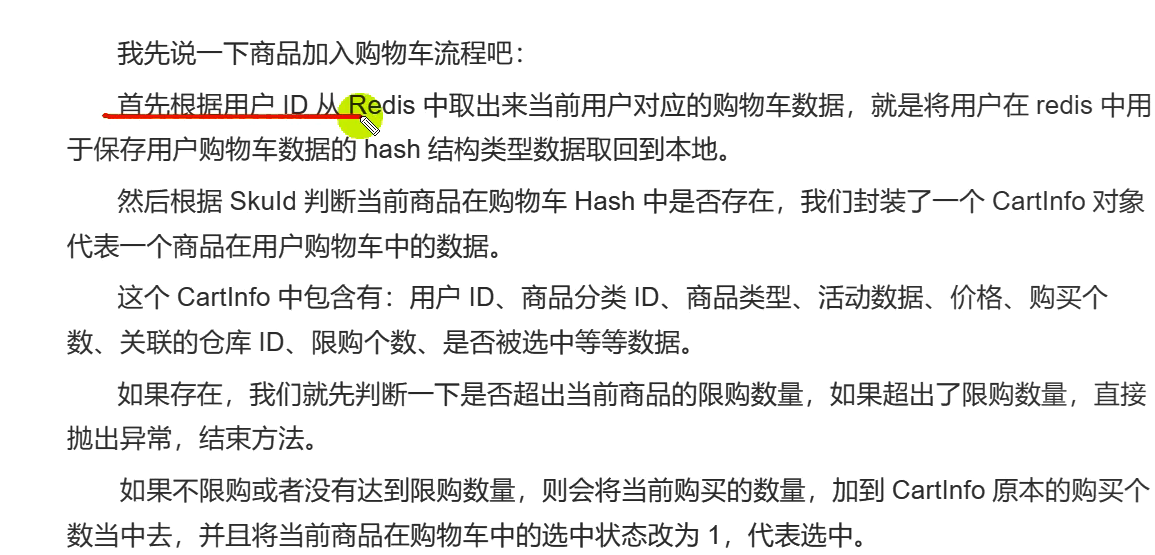 我先说一下商品加入购物车流程吧：
首先根据用户 ID 从 Redis 中取出来当前用户对应的购物车数据，就是将用户在 redis 中用
于保存用户购物车数据的 hash 结构类型数据取回到本地。
然后根据 SkuId 判断当前商品在购物车 Hash 中是否存在，我们封装了一个 CartInfo 对象
代表一个商品在用户购物车中的数据。
这个 CartInfo 中包含有：用户 ID、商品分类 ID、商品类型、活动数据、价格、购买个
数、关联的仓库 ID、限购个数、是否被选中等等数据。
如果存在，我们就先判断一下是否超出当前商品的限购数量，如果超出了限购数量，直接
抛出异常，结束方法。
如果不限购或者没有达到限购数量，则会将当前购买的数量，加到 CartInfo 原本的购买个
数当中去，并且将当前商品在购物车中的选中状态改为 1，代表选中。